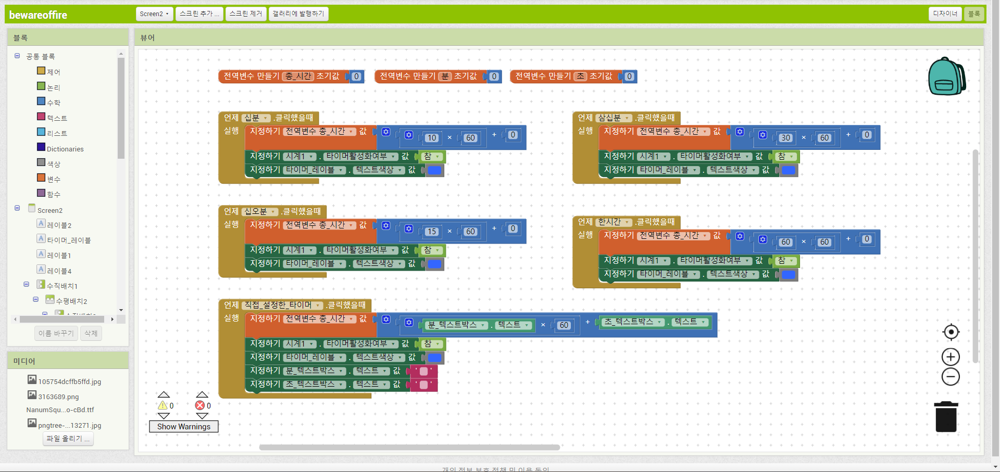 bewareoffire
Screen2
스크린 추가 ...
스크린 제거
갤러리에 발행하기
디자이너
블록
블록
공통 블록
제어
논리
수학
텍스트
리스트
Dictionaries
색상
변수
함수
Screen2
레이블2
타이머_레이블
레이블1
레이블4
수직배치1
수평배치2
이름 바꾸기
삭제
미디어
105754dcffb5ffd.jpg
3163689.png
NanumSqu...o-cBd.ttf
pngtree-...13271.jpg
파일 올리기 ...
뷰어
전역변수 만들기 총_시간 초기값 0
전역변수 만들기 분 초기값 0
전역변수 만들기 초 초기값 0
언제 십분 .클릭했을때
실행 지정하기 전역변수 총_시간 값 10 × 60 + 0
지정하기 시계1 . 타이머활성화여부 값 참
지정하기 타이머_레이블 . 텍스트색상 값
언제 삼십분 .클릭했을때
실행 지정하기 전역변수 총_시간 값 30 × 60 + 0
지정하기 시계1 . 타이머활성화여부 값 참
지정하기 타이머_레이블 . 텍스트색상 값
언제 십오분 .클릭했을때
실행 지정하기 전역변수 총_시간 값 15 × 60 + 0
지정하기 시계1 . 타이머활성화여부 값 참
지정하기 타이머_레이블 . 텍스트색상 값
언제 한시간 .클릭했을때
실행 지정하기 전역변수 총_시간 값 60 × 60 + 0
지정하기 시계1 . 타이머활성화여부 값 참
지정하기 타이머_레이블 . 텍스트색상 값
언제 직접_설정한_타이머 .클릭했을때
실행 지정하기 전역변수 총_시간 값 분_텍스트박스 . 텍스트 × 60 + 초_텍스트박스 . 텍스트
지정하기 시계1 . 타이머활성화여부 값 참
지정하기 타이머_레이블 . 텍스트색상 값
지정하기 분_텍스트박스 . 텍스트 값 ' '
지정하기 초_텍스트박스 . 텍스트 값 ' '
0
0
Show Warnings
개인 정보 보호 정책 및 이용 동의